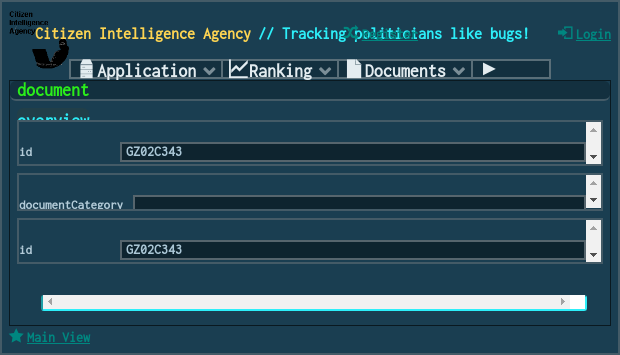 Citizen
Intelligence
Agency
Citizen Intelligence Agency // Tracking politicians like bugs!
Login
Application
Ranking
Documents
document
overview
id
GZ02C343
documentCategory
id
GZ02C343
Main View